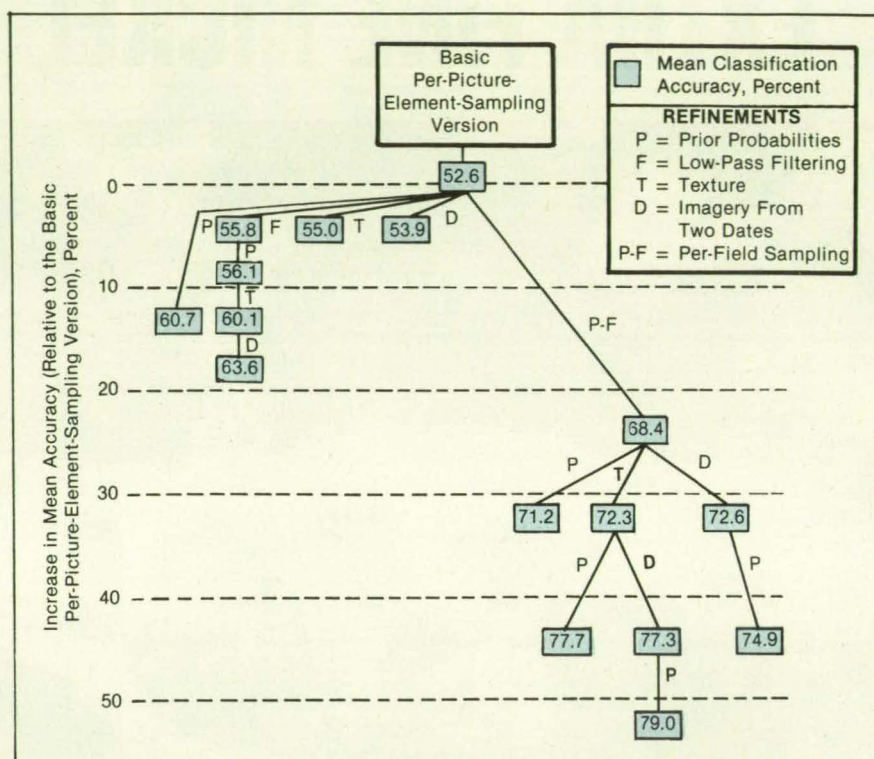 Basic
Per-Picture-
Element-Sampling
Version
Mean Classification
Accuracy, Percent
REFINEMENTS
P = Prior Probabilities
F = Low-Pass Filtering
T = Texture
D = Imagery From
Two Dates
P-F = Per-Field Sampling
Increase in Mean Accuracy (Relative to the Basic
Per-Picture-Element-Sampling Version), Percent
0
52.6
P 55.8 F 55.0 T 53.9 D
P
56.1
10
T
60.7 60.1
P-F
D
63.6
20
68.4
P T D
30
71.2 72.3 72.6
P D P
40
77.7 77.3 74.9
P
50
79.0